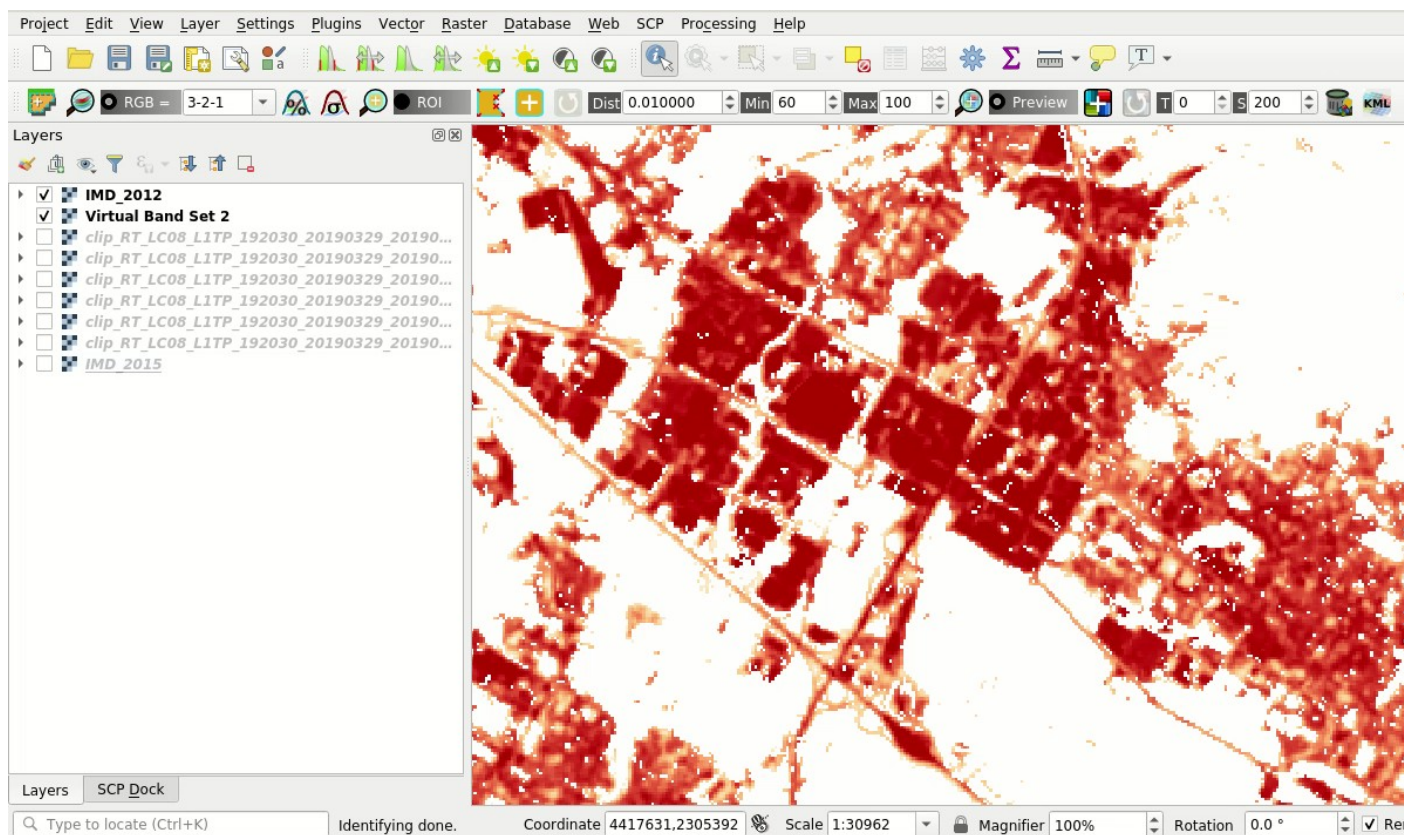 Project Edit View Layer Settings Plugins Vector Raster Database Web SCP Processing Help
RGB = 3-2-1 ROI Dist 0.010000 Min 60 Max 100 Preview T 0 S 200 KML
Layers
IMD_2012
Virtual Band Set 2
clip_RT_LC08_L1TP_192030_20190329_20190...
clip_RT_LC08_L1TP_192030_20190329_20190...
clip_RT_LC08_L1TP_192030_20190329_20190...
clip_RT_LC08_L1TP_192030_20190329_20190...
clip_RT_LC08_L1TP_192030_20190329_20190...
clip_RT_LC08_L1TP_192030_20190329_20190...
IMD_2015
Layers SCP Dock
Type to locate (Ctrl+K) Identifying done. Coordinate 4417631,2305392 Scale 1:30962 Magnifier 100% Rotation 0.0 ° Re